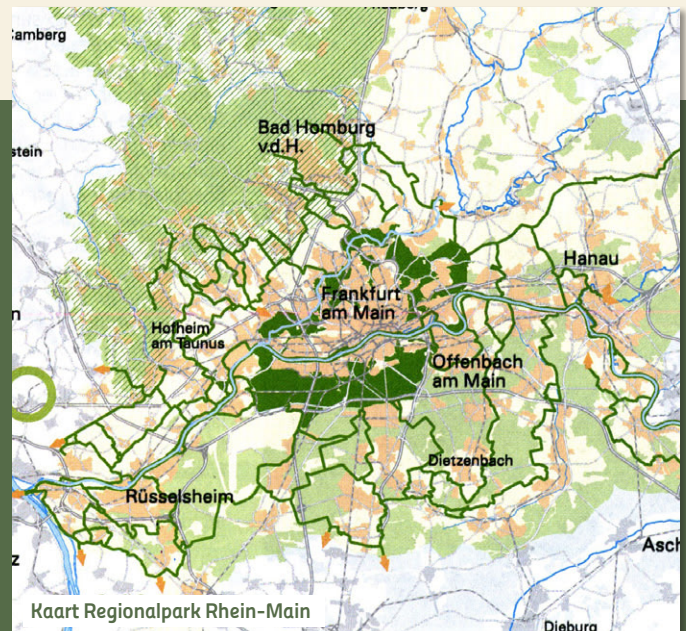 Camberg
stein
Bad Homburg
v.d.H.
Hanau
Frankfurt
am Main
Hofheim
am Taunus
Offenbach
am Main
Dietzenbach
Rüsselsheim
Asch
Dieburg
Kaart Regionalpark Rhein-Main